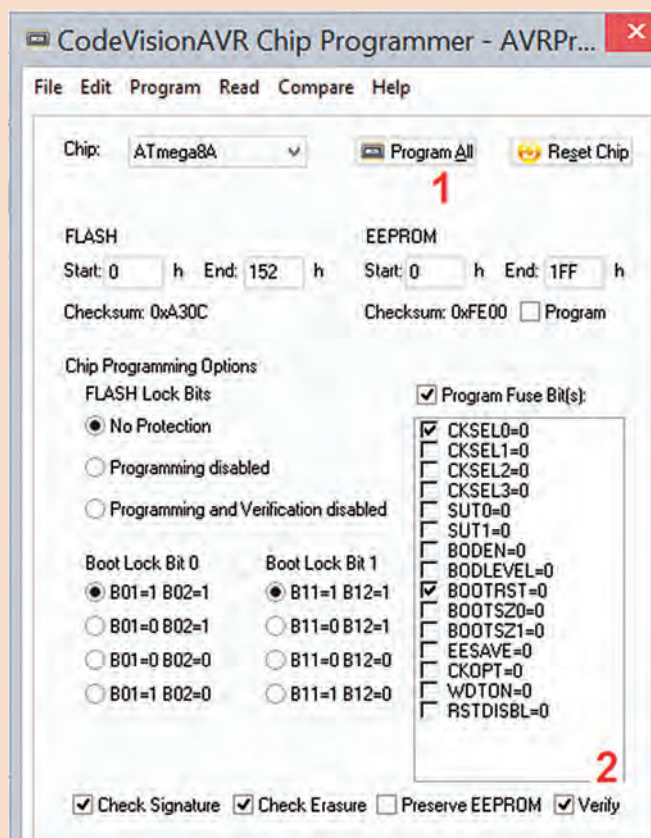 CodeVisionAVR Chip Programmer - AVRPr...
File Edit Program Read Compare Help
Chip: ATmega8A Program All Reset Chip
1
FLASH EEPROM
Start: 0 h End: 152 h Start: 0 h End: 1FF h
Checksum: 0xA30C Checksum: 0xFE00 Program
Chip Programming Options
FLASH Lock Bits Program Fuse Bit(s):
No Protection
Programming disabled
Programming and Verification disabled
CKSEL0=0
CKSEL1=0
CKSEL2=0
CKSEL3=0
SUT0=0
SUT1=0
BODEN=0
BODLEVEL=0
BOOTRST=0
BOOTSZ0=0
BOOTSZ1=0
EESAVE=0
CKOPT=0
WDTON=0
RSTDISBL=0
Boot Lock Bit 0 Boot Lock Bit 1
B01=1 B02=1 B11=1 B12=1
B01=0 B02=1 B11=0 B12=1
B01=0 B02=0 B11=0 B12=0
B01=1 B02=0 B11=1 B12=0
2
Check Signature Check Erasure Preserve EEPROM Verify